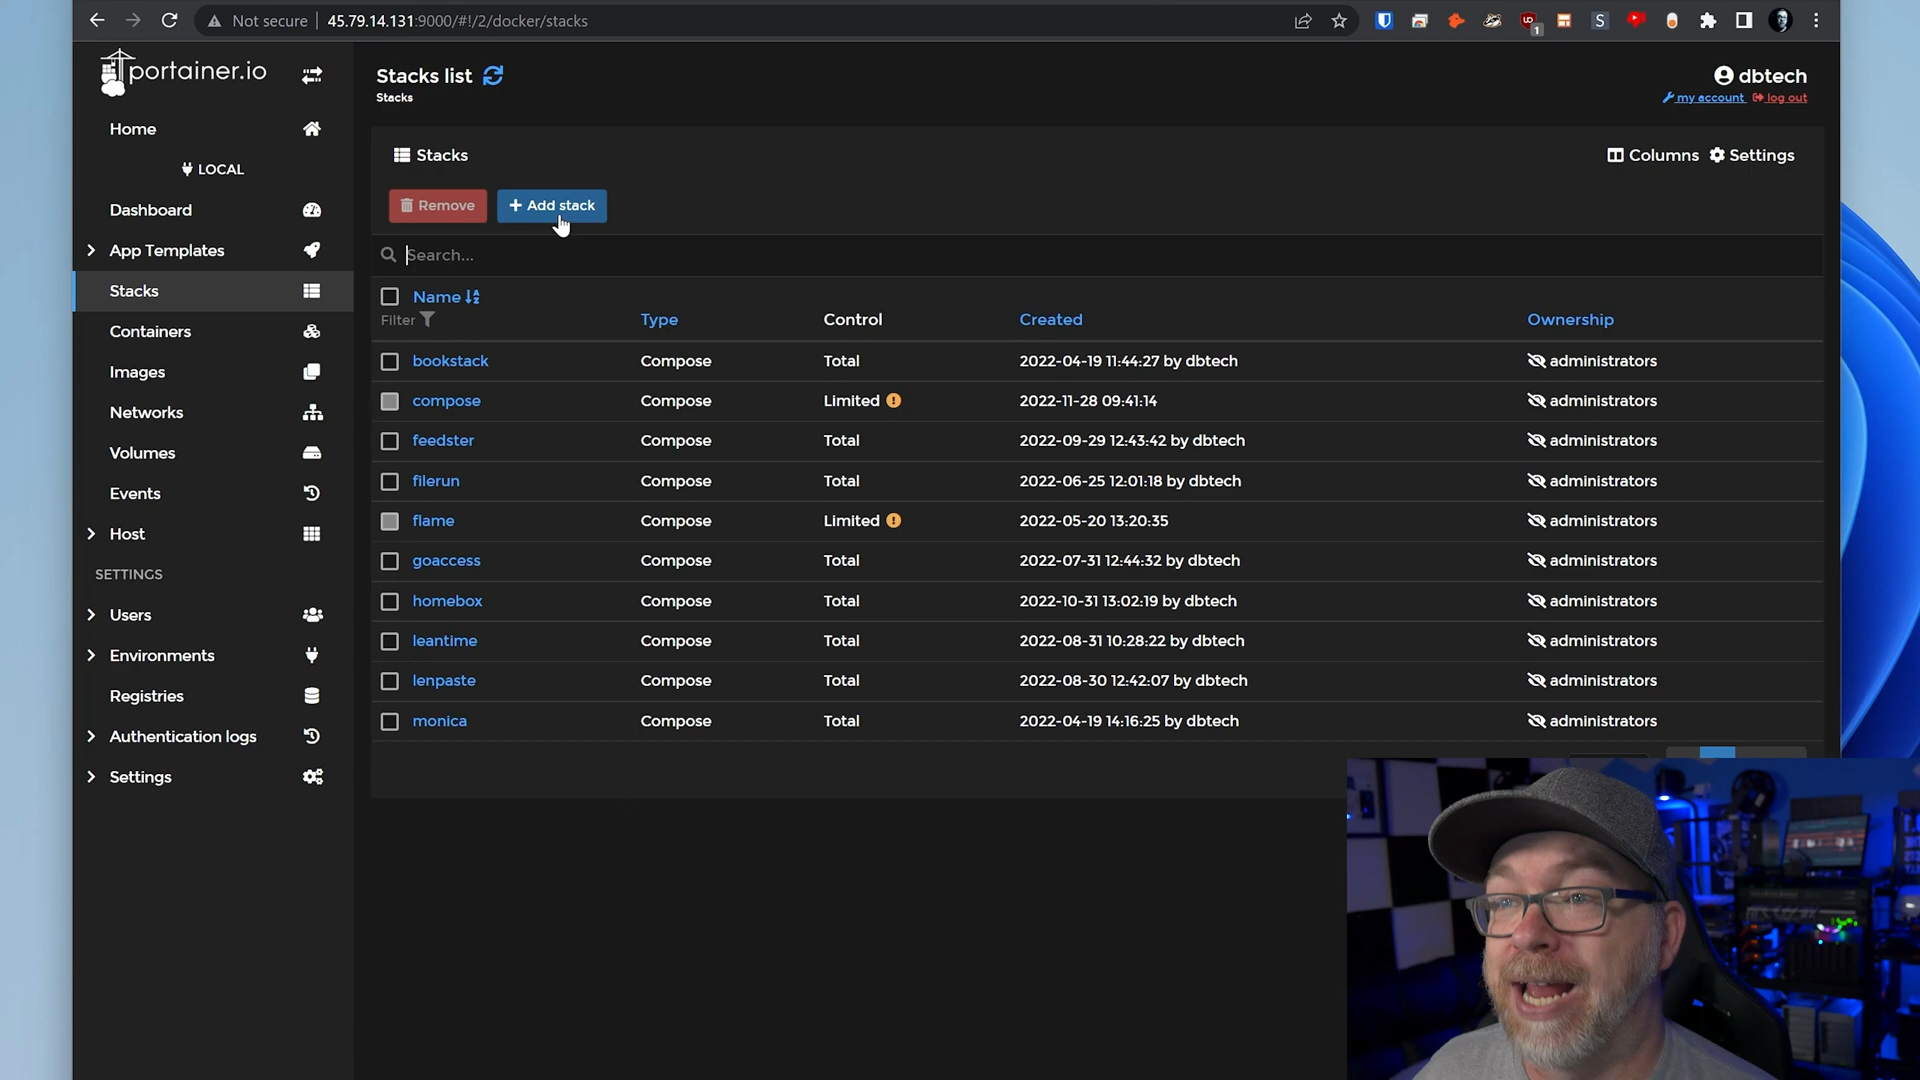 Not secure | 45.79.14.131:9000/#!/2/docker/stacks
1
S
portainer.io
Stacks list
Stacks
dbtech
my account log out
Home
LOCAL
Dashboard
App Templates
Stacks
Containers
Images
Networks
Volumes
Events
Host
SETTINGS
Users
Environments
Registries
Authentication logs
Settings
Stacks
Columns Settings
Remove + Add stack
Search...
Name
Filter Type Control Created Ownership
bookstack Compose Total 2022-04-19 11:44:27 by dbtech administrators
compose Compose Limited 2022-11-28 09:41:14 administrators
feedster Compose Total 2022-09-29 12:43:42 by dbtech administrators
filerun Compose Total 2022-06-25 12:01:18 by dbtech administrators
flame Compose Limited 2022-05-20 13:20:35 administrators
goaccess Compose Total 2022-07-31 12:44:32 by dbtech administrators
homebox Compose Total 2022-10-31 13:02:19 by dbtech administrators
leantime Compose Total 2022-08-31 10:28:22 by dbtech administrators
lenpaste Compose Total 2022-08-30 12:42:07 by dbtech administrators
monica Compose Total 2022-04-19 14:16:25 by dbtech administrators